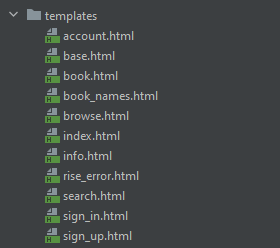 templates
account.html
base.html
book.html
book_names.html
browse.html
index.html
info.html
rise_error.html
search.html
sign_in.html
sign_up.html